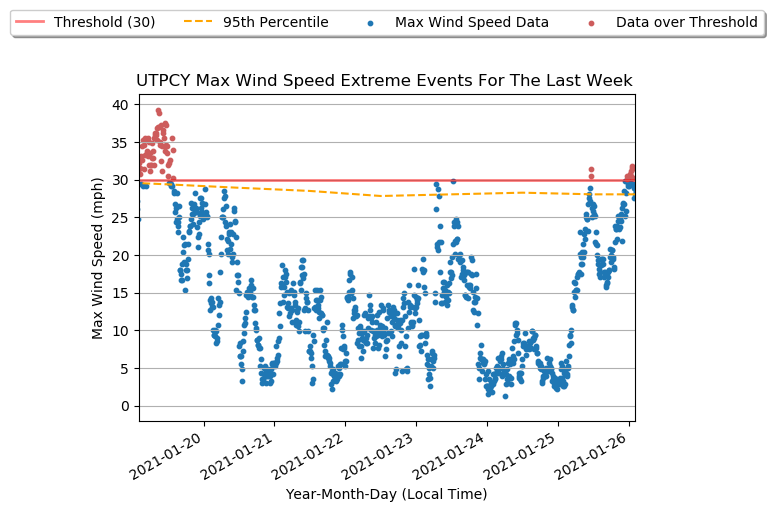 Threshold (30) 95th Percentile Max Wind Speed Data Data over Threshold
UTPCY Max Wind Speed Extreme Events For The Last Week
40
35
30
25
20
15
10
5
0
Max Wind Speed (mph)
2021-01-20 2021-01-21 2021-01-22 2021-01-23 2021-01-24 2021-01-25 2021-01-26
Year-Month-Day (Local Time)